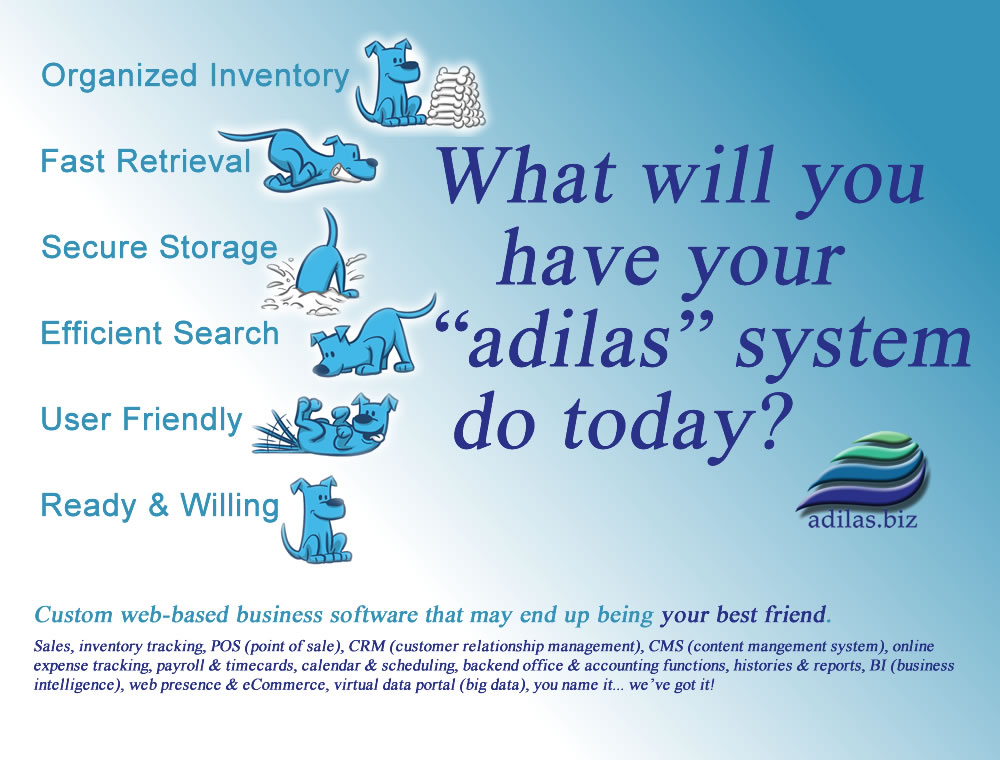 Organized Inventory
Fast Retrieval
Secure Storage
Efficient Search
User Friendly
Ready & Willing
What will you
have your
“adilas” system
do today?
adilas.biz
Custom web-based business software that may end up being your best friend.
Sales, inventory tracking, POS (point of sale), CRM (customer relationship management), CMS (content mangement system), online
expense tracking, payroll & timecards, calendar & scheduling, backend office & accounting functions, histories & reports, BI (business
intelligence), web presence & eCommerce, virtual data portal (big data), you name it... we’ve got it!